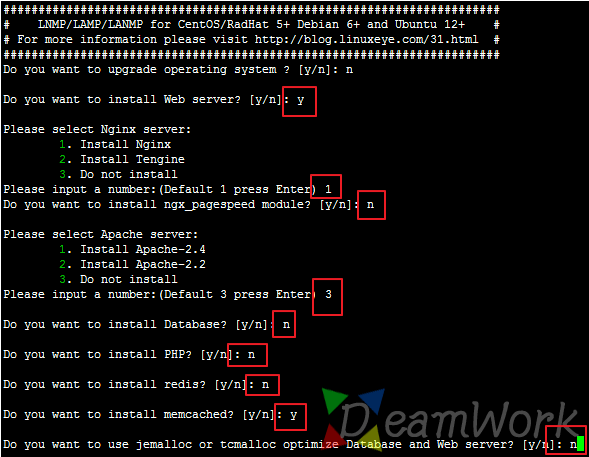 #####################################################################
#    LNMP/LAMP/LANMP for CentOS/RadHat 5+ Debian 6+ and Ubuntu 12+    #
# For more information please visit http://blog.linuxeye.com/31.html  #
#####################################################################
Do you want to upgrade operating system ? [y/n]: n
Do you want to install Web server? [y/n]: y
Please select Nginx server:
1. Install Nginx
2. Install Tengine
3. Do not install
Please input a number:(Default 1 press Enter) 1
Do you want to install ngx_pagespeed module? [y/n]: n
Please select Apache server:
1. Install Apache-2.4
2. Install Apache-2.2
3. Do not install
Please input a number:(Default 3 press Enter) 3
Do you want to install Database? [y/n]: n
Do you want to install PHP? [y/n]: n
Do you want to install redis? [y/n]: n
Do you want to install memcached? [y/n]: y
DreamWork
Do you want to use jemalloc or tcmalloc optimize Database and Web server? [y/n]: n